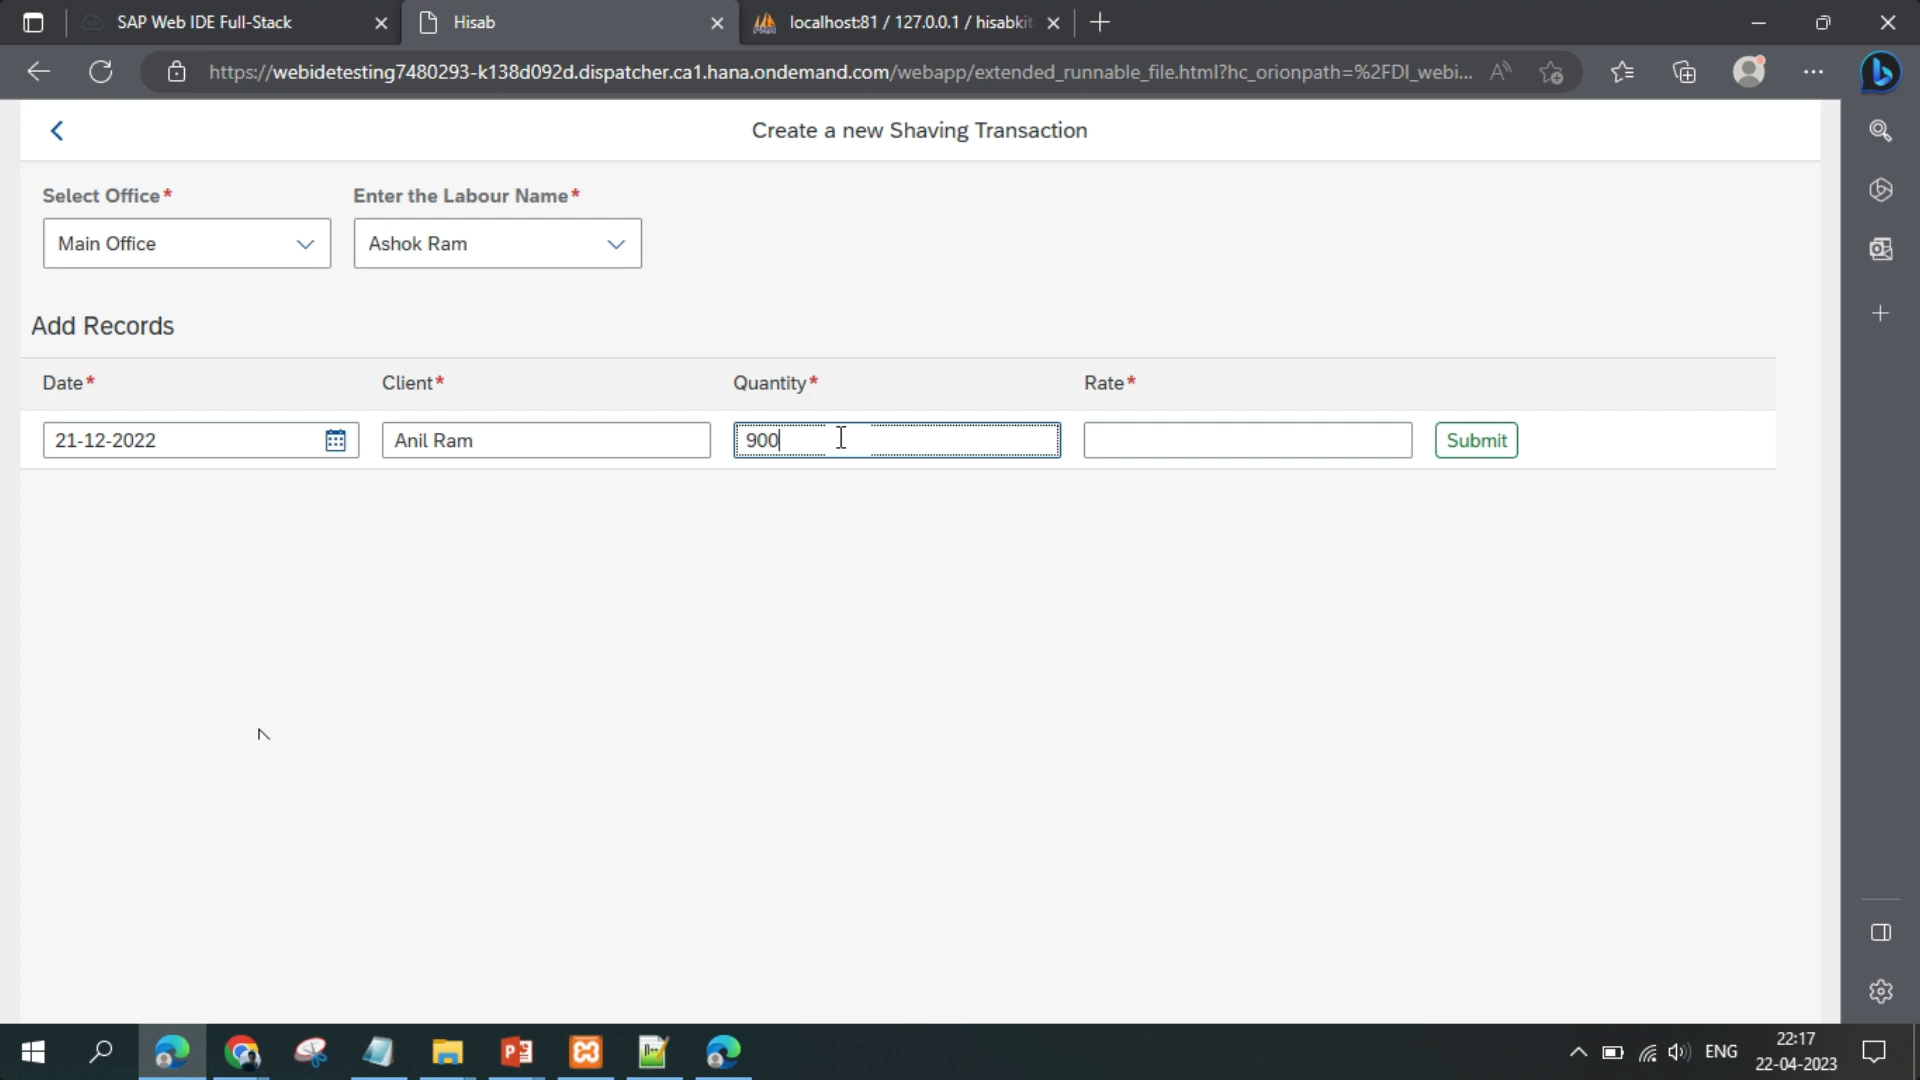 SAP Web IDE Full-Stack
Hisab
localhost:81 / 127.0.0.1 / hisabkit
https://webidetesting7480293-k138d092d.dispatcher.ca1.hana.ondemand.com/webapp/extended_runnable_file.html?hc_orionpath=%2FDI_webi...
Create a new Shaving Transaction
Select Office*
Enter the Labour Name*
Main Office
Ashok Ram
Add Records
Date*
Client*
Quantity*
Rate*
21-12-2022
Anil Ram
900
Submit
ENG
22:17
22-04-2023